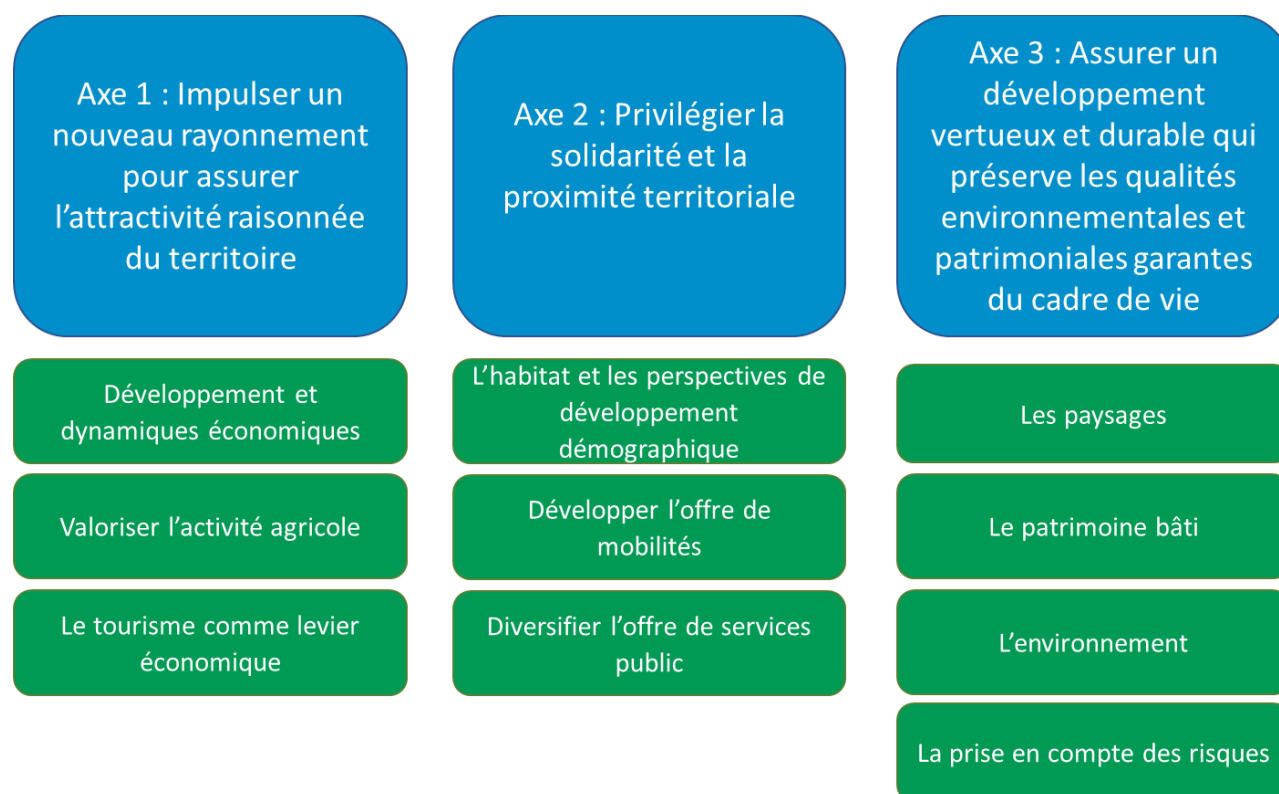 Axe 1 : Impulser un
nouveau rayonnement
pour assurer
l’attractivité raisonnée
du territoire
Développement et
dynamiques économiques
Valoriser l’activité agricole
Le tourisme comme levier
économique
Axe 2 : Privilégier la
solidarité et la
proximité territoriale
L’habitat et les perspectives de
développement
démographique
Développer l’offre de
mobilités
Diversifier l’offre de services
public
Axe 3 : Assurer un
développement
vertueux et durable qui
préserve les qualités
environnementales et
patrimoniales garantes
du cadre de vie
Les paysages
Le patrimoine bâti
L’environnement
La prise en compte des risques